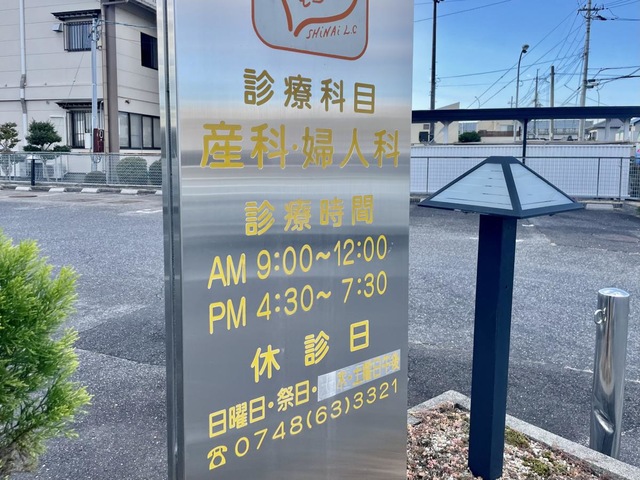 SHiNAi L.C
診療科目
産科・婦人科
診療時間
AM 9:00~12:00
PM 4:30~ 7:30
休診日
日曜日・祭日・
☎0748(63)3321